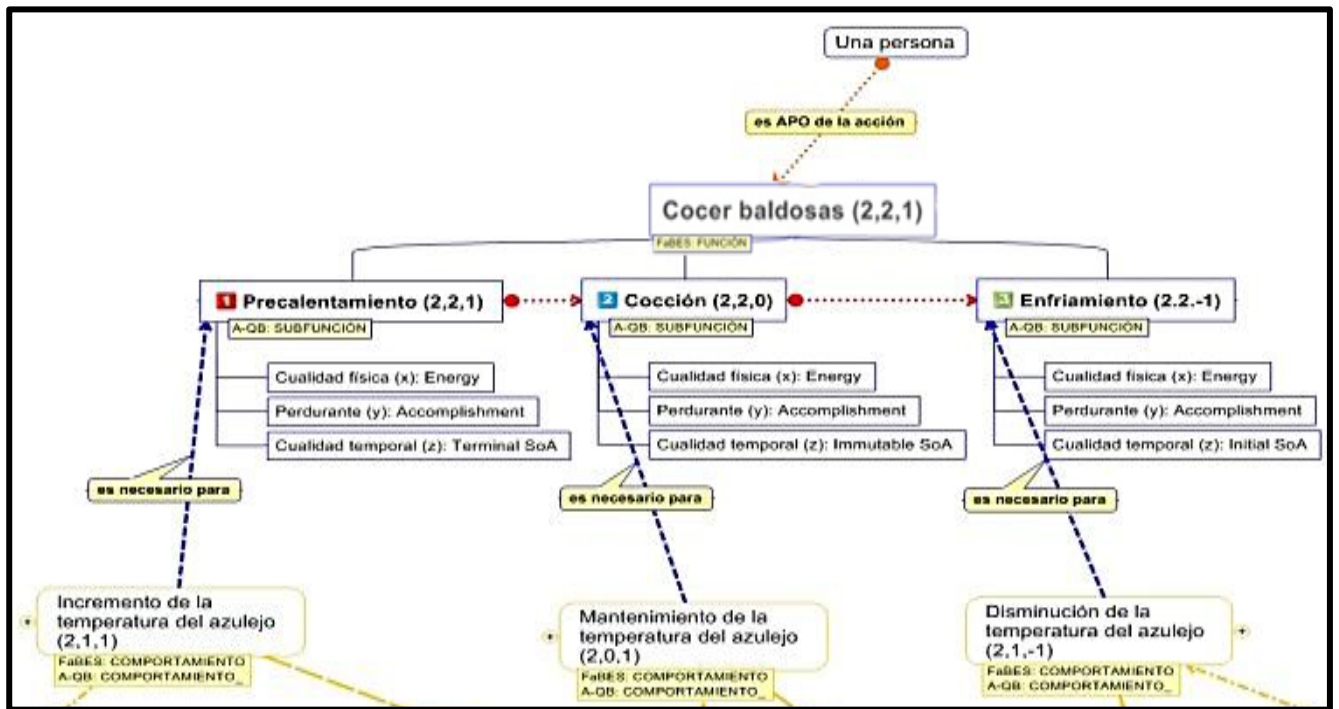 Una persona
es APO de la acción
Cocer baldosas (2,2,1)
FaBES: FUNCIÓN
1 Precalentamiento (2,2,1)
A-QB: SUBFUNCIÓN
Cualidad física (x): Energy
Perdurante (y): Accomplishment
Cualidad temporal (z): Terminal SoA
es necesario para
2 Cocción (2,2,0)
A-QB: SUBFUNCIÓN
Cualidad física (x): Energy
Perdurante (y): Accomplishment
Cualidad temporal (z): Immutable SoA
es necesario para
3 Enfriamiento (2.2.-1)
A-QB: SUBFUNCIÓN
Cualidad física (x): Energy
Perdurante (y): Accomplishment
Cualidad temporal (z): Initial SoA
es necesario para
Incremento de la
temperatura del azulejo
(2,1,1)
FaBES: COMPORTAMIENTO
A-QB: COMPORTAMIENTO_
Mantenimiento de la
temperatura del azulejo
(2,0,1)
FaBES: COMPORTAMIENTO
A-QB: COMPORTAMIENTO_
Disminución de la
temperatura del azulejo
(2,1,-1)
FaBES: COMPORTAMIENTO
A-QB: COMPORTAMIENTO_